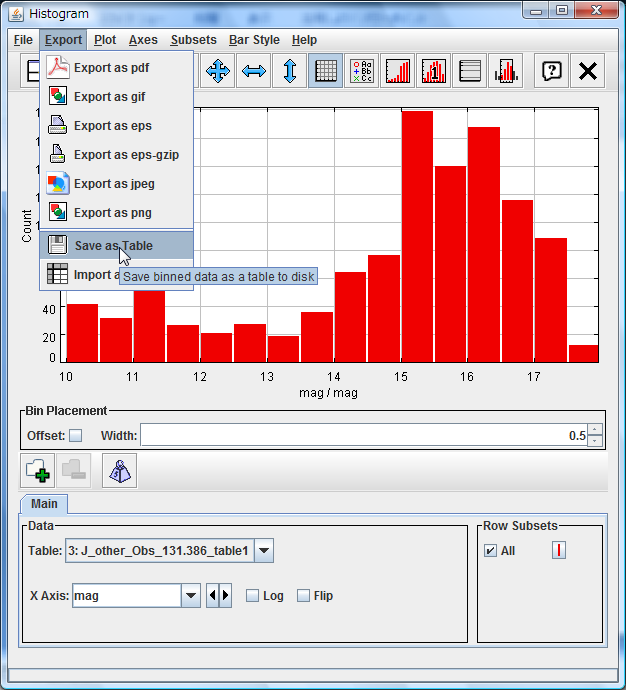 Histogram
File Export Plot Axes Subsets Bar Style Help
Export as pdf
Export as gif
Export as eps
Export as eps-gzip
Export as jpeg
Export as png
Save as Table
Import a
Save binned data as a table to disk
Count
40
20
0
10 11 12 13 14 15 16 17
mag / mag
Bin Placement
Offset: Width: 0.5
Main
Data
Row Subsets
Table: 3: J_other_Obs_131.386_table1
All
X Axis: mag Log Flip